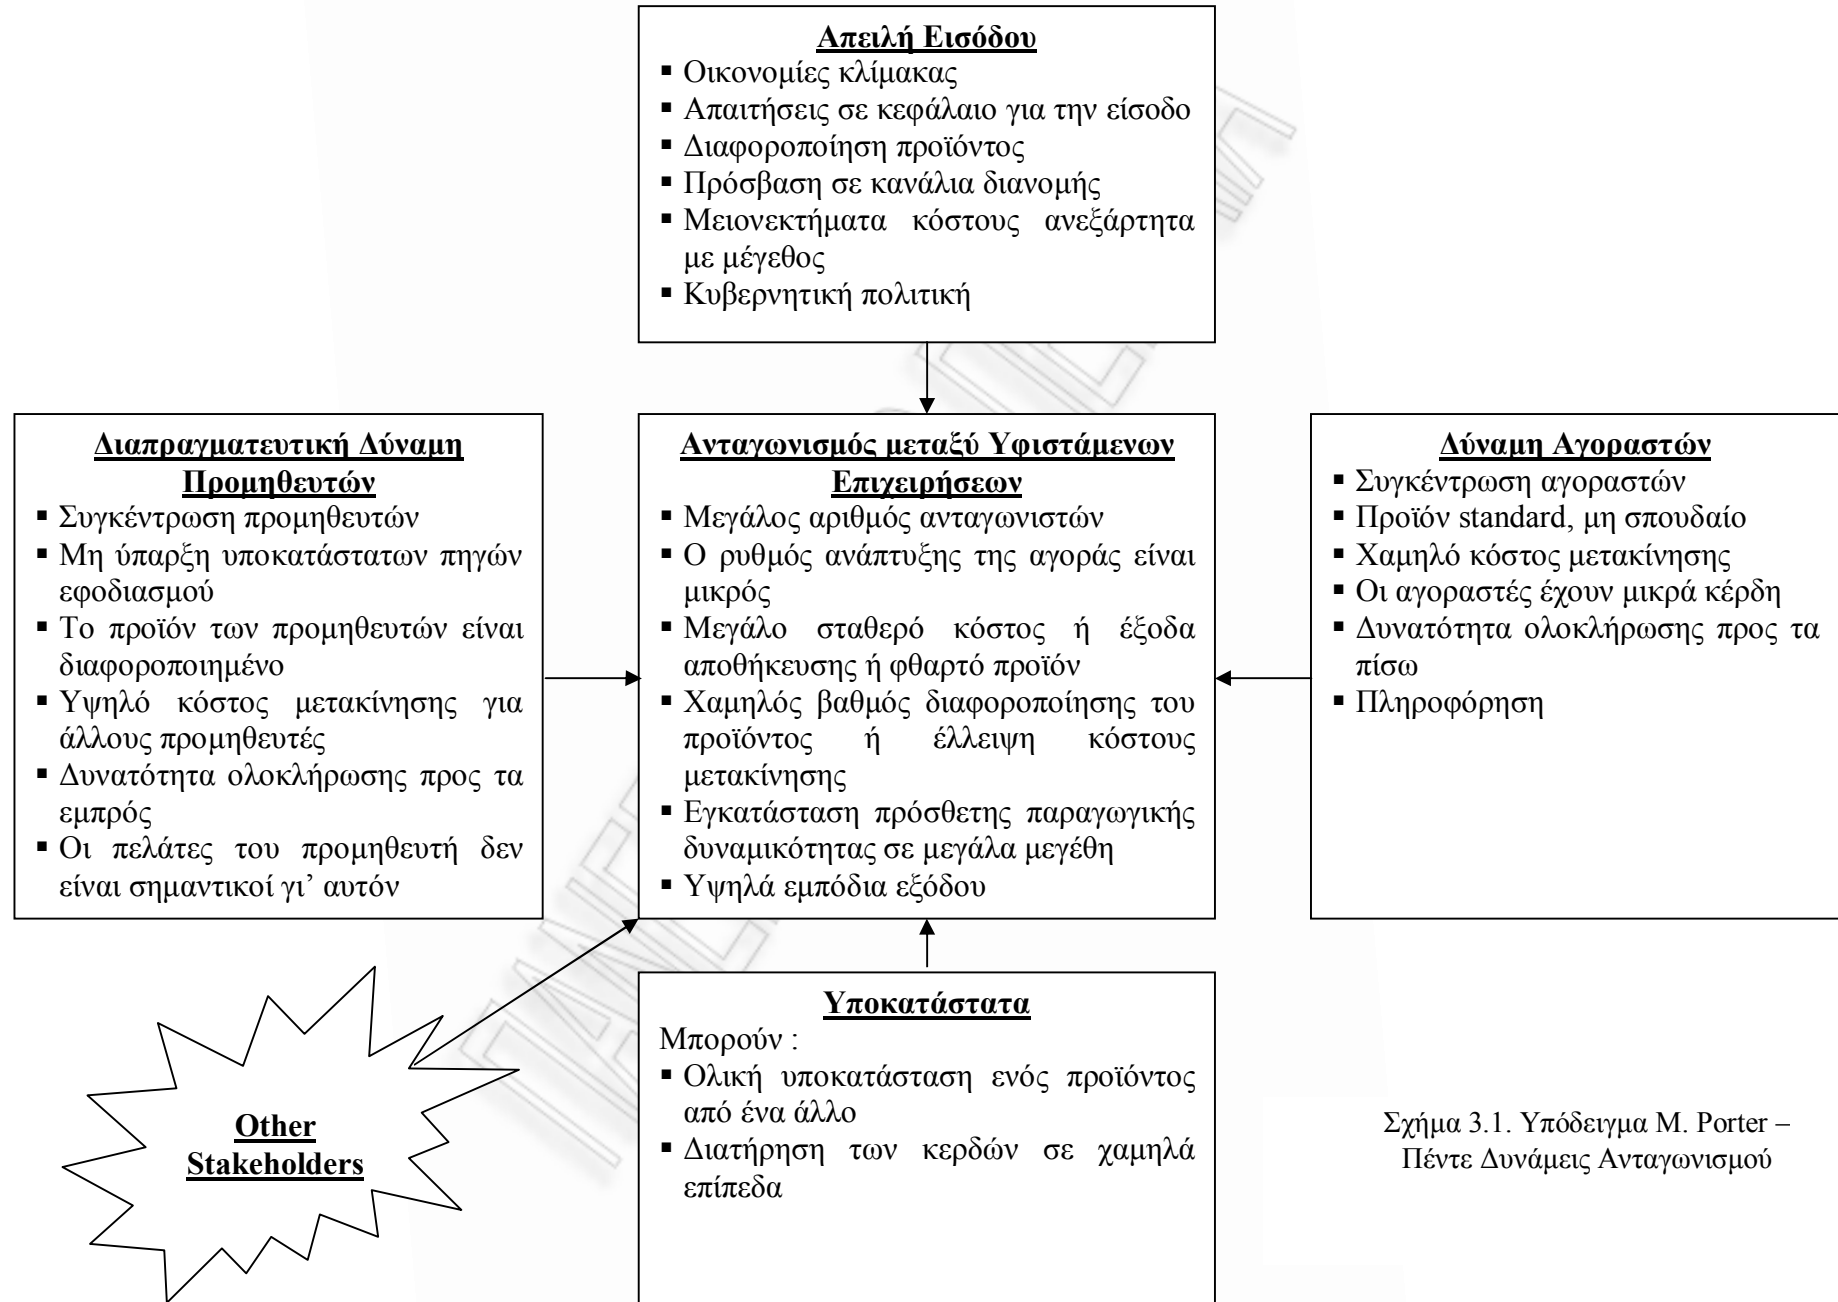 Απειλή Εισόδου
▪ Οικονομίες κλίμακας
▪ Απαιτήσεις σε κεφάλαιο για την είσοδο
▪ Διαφοροποίηση προϊόντος
▪ Πρόσβαση σε κανάλια διανομής
▪ Μειονεκτήματα κόστους ανεξάρτητα
με μέγεθος
▪ Κυβερνητική πολιτική
Διαπραγματευτική Δύναμη
Προμηθευτών
▪ Συγκέντρωση προμηθευτών
▪ Μη ύπαρξη υποκατάστατων πηγών
εφοδιασμού
▪ Το προϊόν των προμηθευτών είναι
διαφοροποιημένο
▪ Υψηλό κόστος μετακίνησης για
άλλους προμηθευτές
▪ Δυνατότητα ολοκλήρωσης προς τα
εμπρός
▪ Οι πελάτες του προμηθευτή δεν
είναι σημαντικοί γι’ αυτόν
Ανταγωνισμός μεταξύ Υφιστάμενων
Επιχειρήσεων
▪ Μεγάλος αριθμός ανταγωνιστών
▪ Ο ρυθμός ανάπτυξης της αγοράς είναι
μικρός
▪ Μεγάλο σταθερό κόστος ή έξοδα
αποθήκευσης ή φθαρτό προϊόν
▪ Χαμηλός βαθμός διαφοροποίησης του
προϊόντος ή έλλειψη κόστους
μετακίνησης
▪ Εγκατάσταση πρόσθετης παραγωγικής
δυναμικότητας σε μεγάλα μεγέθη
▪ Υψηλά εμπόδια εξόδου
Δύναμη Αγοραστών
▪ Συγκέντρωση αγοραστών
▪ Προϊόν standard, μη σπουδαίο
▪ Χαμηλό κόστος μετακίνησης
▪ Οι αγοραστές έχουν μικρά κέρδη
▪ Δυνατότητα ολοκλήρωσης προς τα
πίσω
▪ Πληροφόρηση
Other
Stakeholders
Υποκατάστατα
Μπορούν :
▪ Ολική υποκατάσταση ενός προϊόντος
από ένα άλλο
▪ Διατήρηση των κερδών σε χαμηλά
επίπεδα
Σχήμα 3.1. Υπόδειγμα M. Porter –
Πέντε Δυνάμεις Ανταγωνισμού